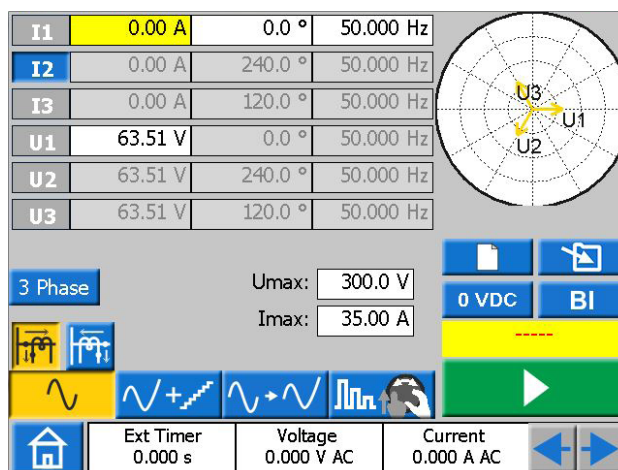 I1 0.00 A 0.0 ° 50.000 Hz
I2 0.00 A 240.0 ° 50.000 Hz
I3 0.00 A 120.0 ° 50.000 Hz
U1 63.51 V 0.0 ° 50.000 Hz
U2 63.51 V 240.0 ° 50.000 Hz
U3 63.51 V 120.0 ° 50.000 Hz
U3
U1
U2
3 Phase
Umax: 300.0 V
Imax: 35.00 A
0 VDC
BI
-----
Ext Timer
0.000 s
Voltage
0.000 V AC
Current
0.000 A AC